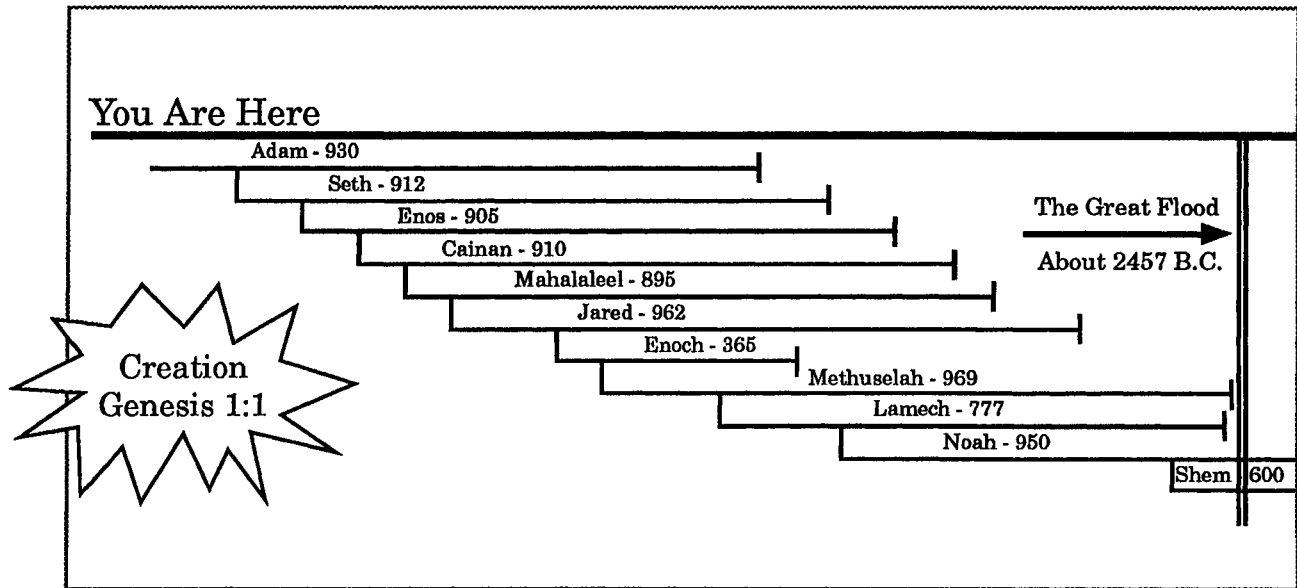 You Are Here
Adam - 930
Seth - 912
Enos - 905
The Great Flood
Cainan - 910
About 2457 B.C.
Mahalaleel - 895
Jared - 962
Enoch - 365
Creation
Genesis 1:1
Methuselah - 969
Lamech - 777
Noah - 950
Shem 600